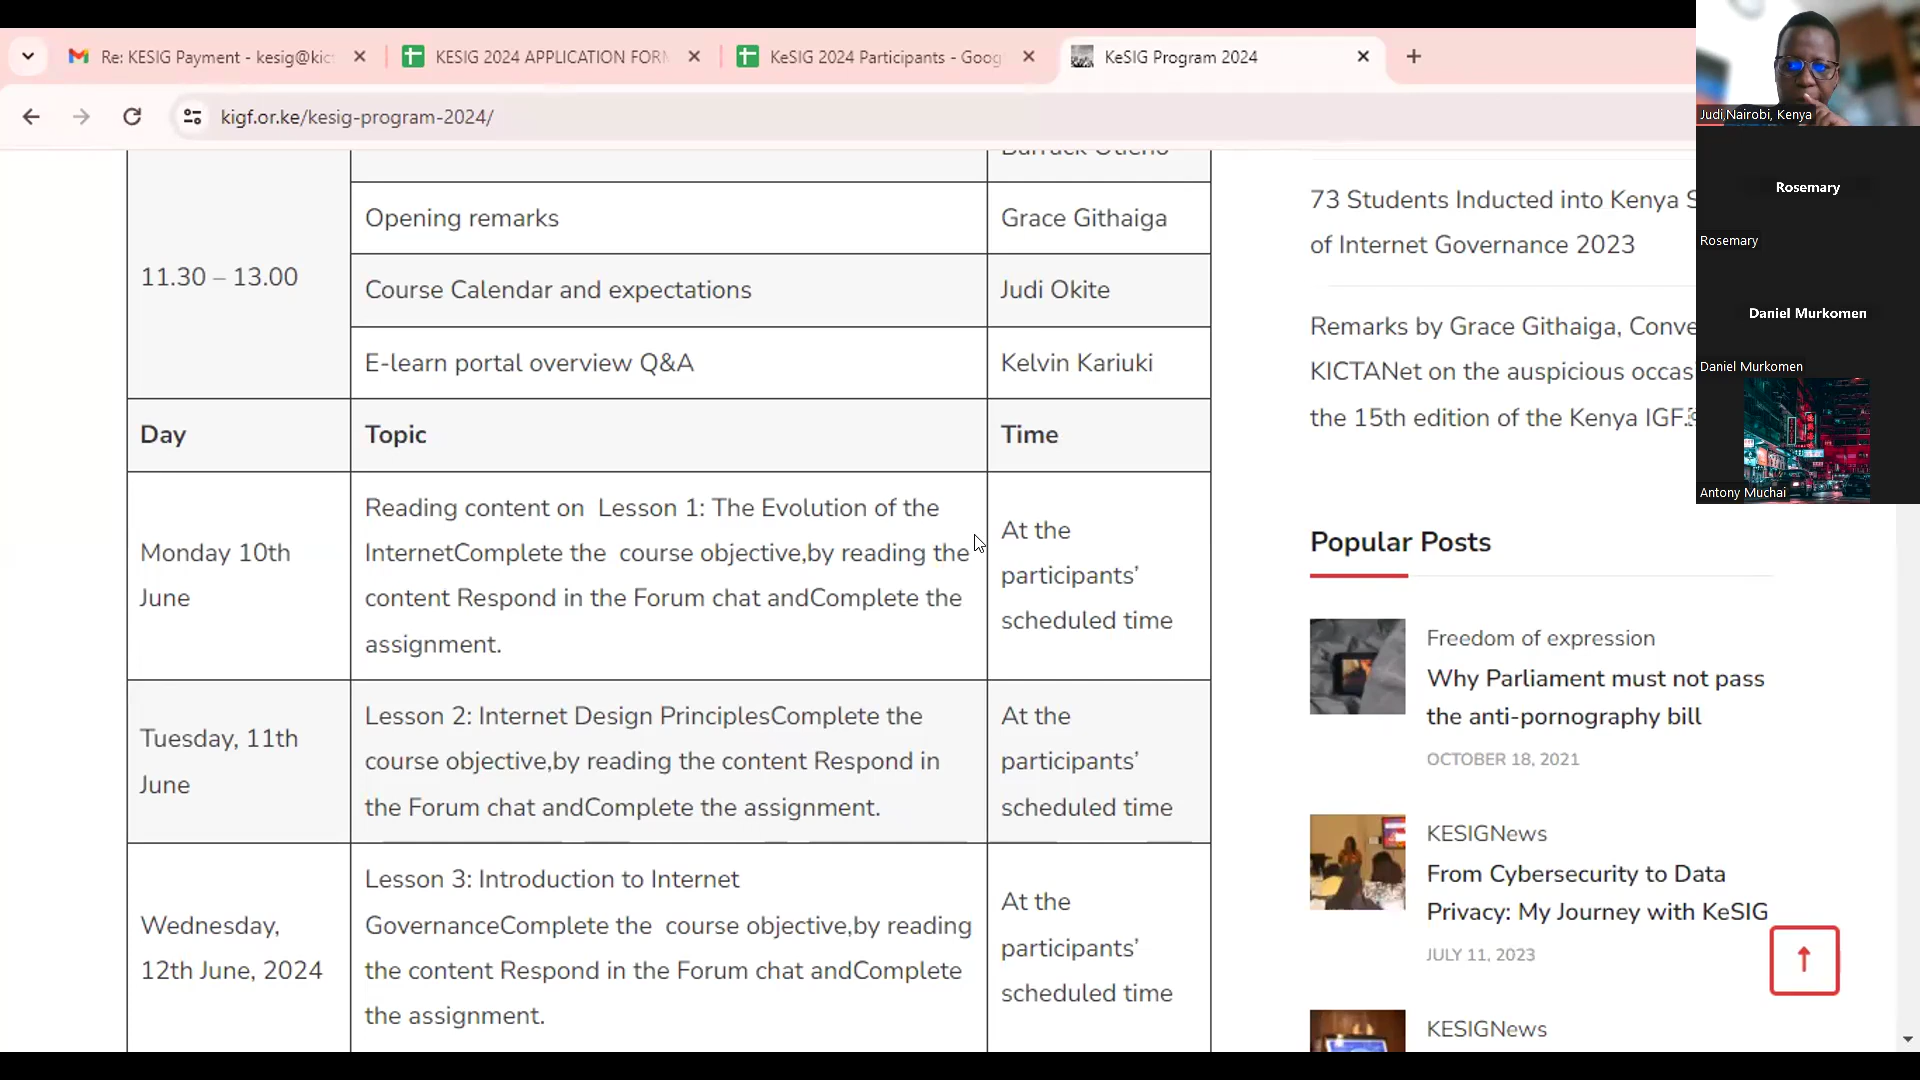 Re: KESIG Payment - kesig@kic
KESIG 2024 APPLICATION FORM
KeSIG 2024 Participants - Goog
KeSIG Program 2024
kigf.or.ke/kesig-program-2024/
Judi,Nairobi, Kenya
Rosemary
Rosemary
Daniel Murkomen
Daniel Murkomen
Antony Muchai
Barrack Otieno
11.30 – 13.00
Opening remarks
Grace Githaiga
Course Calendar and expectations
Judi Okite
E-learn portal overview Q&A
Kelvin Kariuki
Day
Topic
Time
Monday 10th
June
Reading content on  Lesson 1: The Evolution of the
InternetComplete the  course objective,by reading the
content Respond in the Forum chat andComplete the
assignment.
At the
participants’
scheduled time
Tuesday, 11th
June
Lesson 2: Internet Design PrinciplesComplete the
course objective,by reading the content Respond in
the Forum chat andComplete the assignment.
At the
participants’
scheduled time
Wednesday,
12th June, 2024
Lesson 3: Introduction to Internet
GovernanceComplete the  course objective,by reading
the content Respond in the Forum chat andComplete
the assignment.
At the
participants’
scheduled time
73 Students Inducted into Kenya S
of Internet Governance 2023
Remarks by Grace Githaiga, Conve
KICTANet on the auspicious occas
the 15th edition of the Kenya IGF.
Popular Posts
Freedom of expression
Why Parliament must not pass
the anti-pornography bill
OCTOBER 18, 2021
KESIGNews
From Cybersecurity to Data
Privacy: My Journey with KeSIG
JULY 11, 2023
KESIGNews